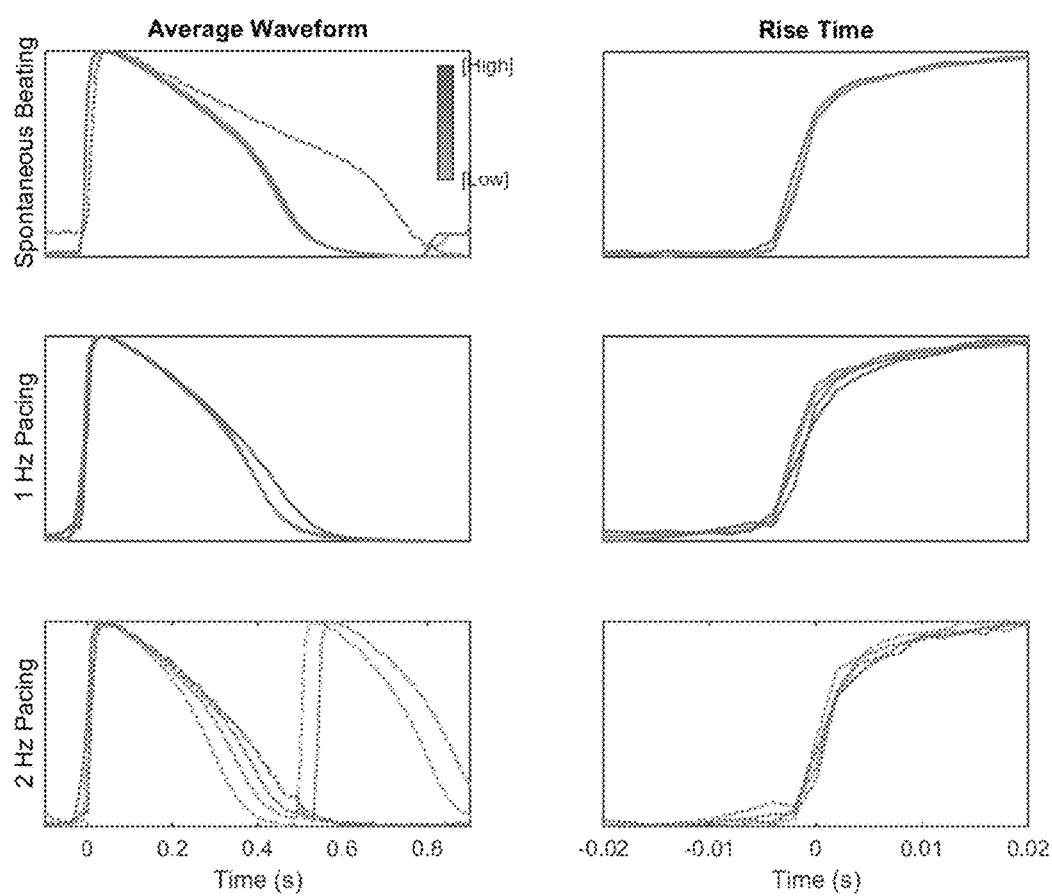 Average Waveform
Rise Time
Spontaneous Beating
[High]
[Low]
1 Hz Pacing
2 Hz Pacing
0 0.2 0.4 0.6 0.8
-0.02 -0.01 0 0.01 0.02
Time (s)
Time (s)